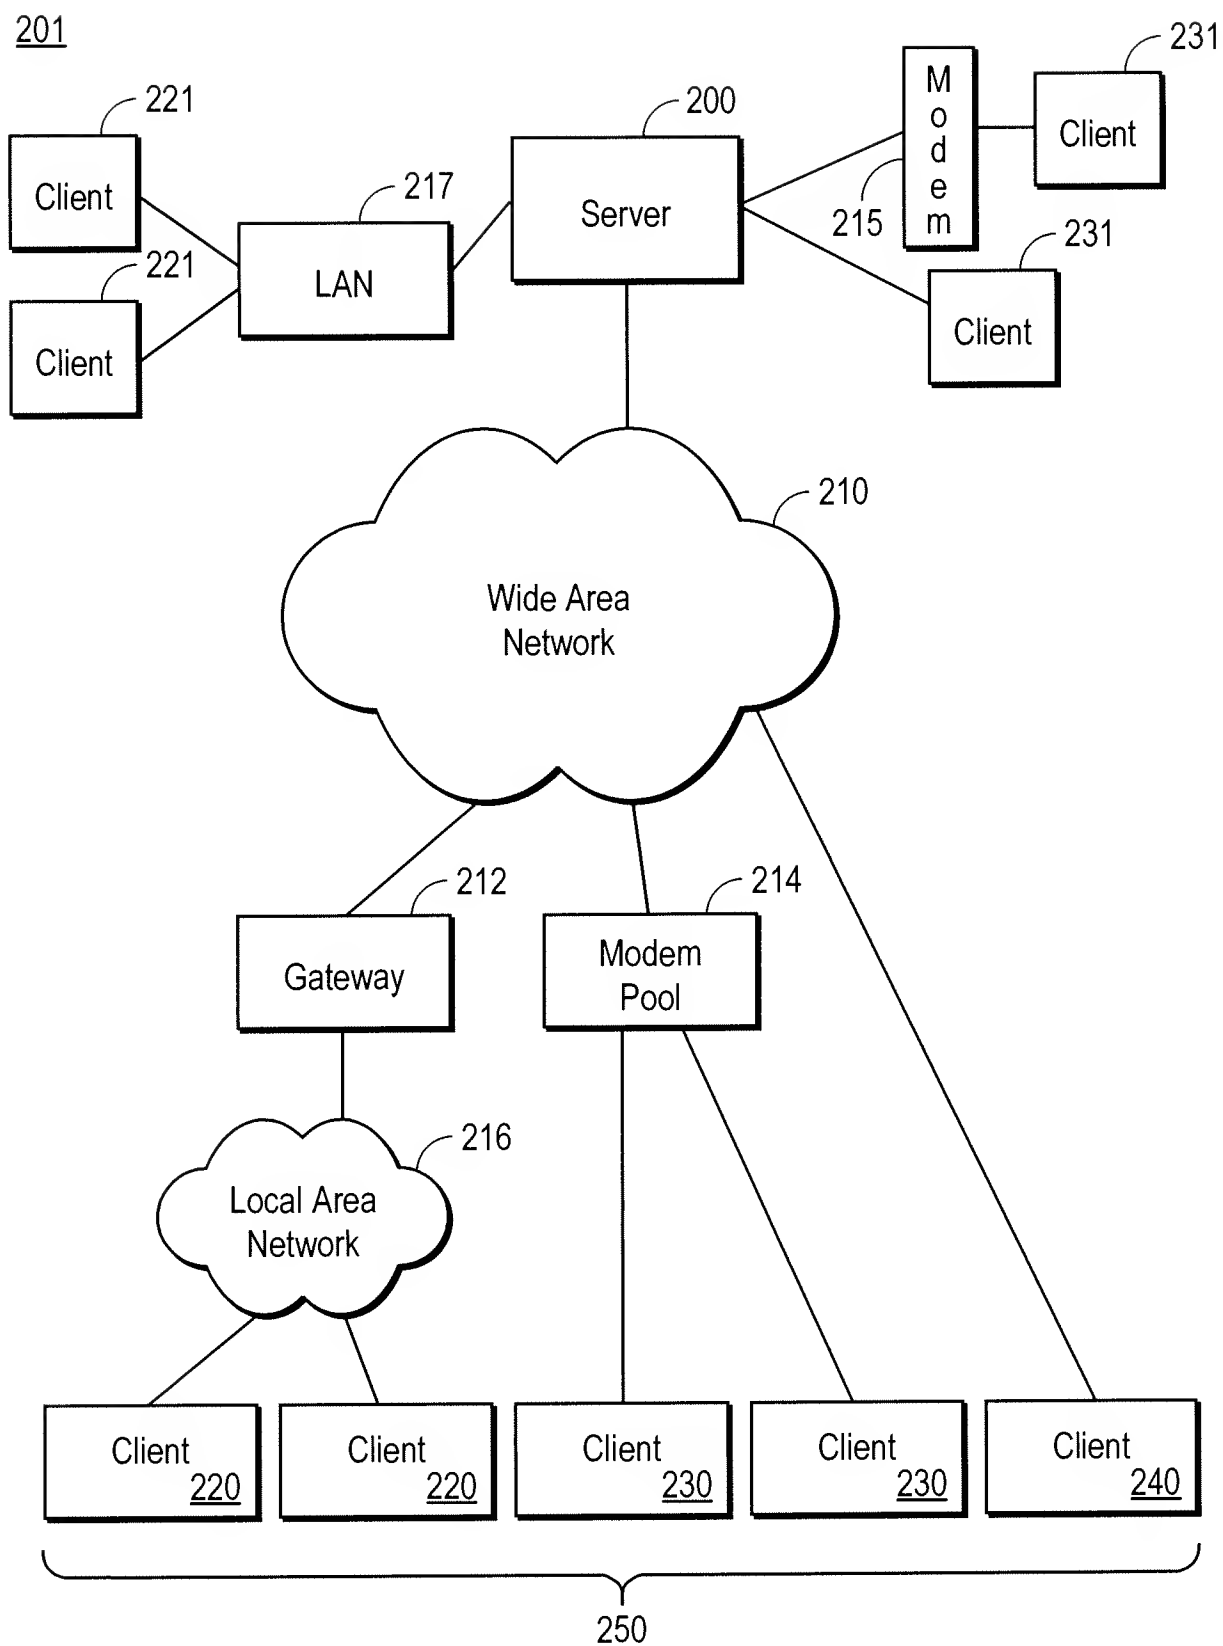 201
221
200
231
Client
217
Server
215
Modem
Client
221
LAN
231
Client
Client
210
Wide Area
Network
212
214
Gateway
Modem
Pool
216
Local Area
Network
Client
220
Client
220
Client
230
Client
230
Client
240
250